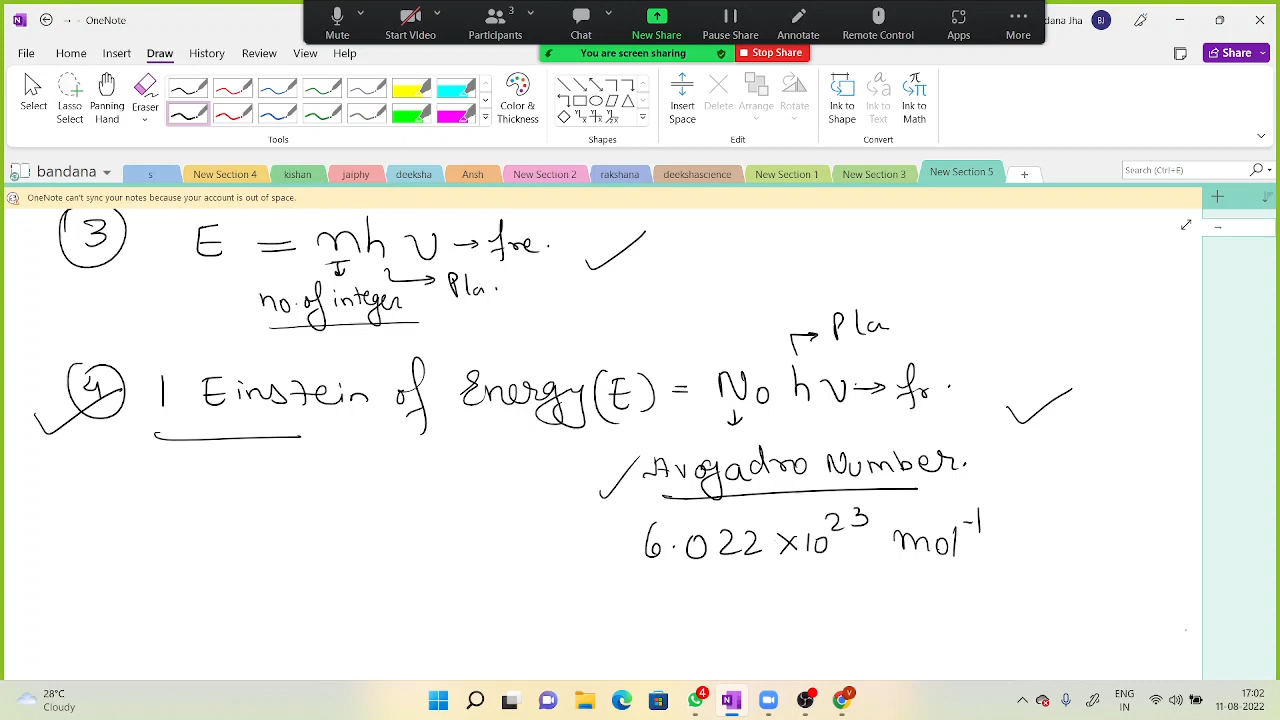 OneNote
Mute
Start Video
Participants
3
Chat
New Share
Pause Share
Annotate
Remote Control
Apps
More
dana Jha
BJ
You are screen sharing
Stop Share
File Home Insert Draw History Review View Help
Share
Select
Lasso Select
Panning Hand
Eraser
Color & Thickness
Insert Space
Delete
Arrange
Rotate
Ink to Shape
Ink to Text
Ink to Math
Tools
Shapes
Edit
Convert
bandana
s
New Section 4
kishan
jaiphy
deeksha
New Section 2
rakshana
deekshascience
New Section 1
New Section 3
New Section 5
Search (Ctrl+E)
OneNote can't sync your notes because your account is out of space.
3 E = nhν → fre.
no. of integer → Pla.
→ Pla
4 1 Einstein of Energy (E) = N₀ hν → fr.
Avogadro Number.
6.022 ×10²³ mol⁻¹
28°C
Cloudy
4
V
ENG
IN
17:02
11-08-2022